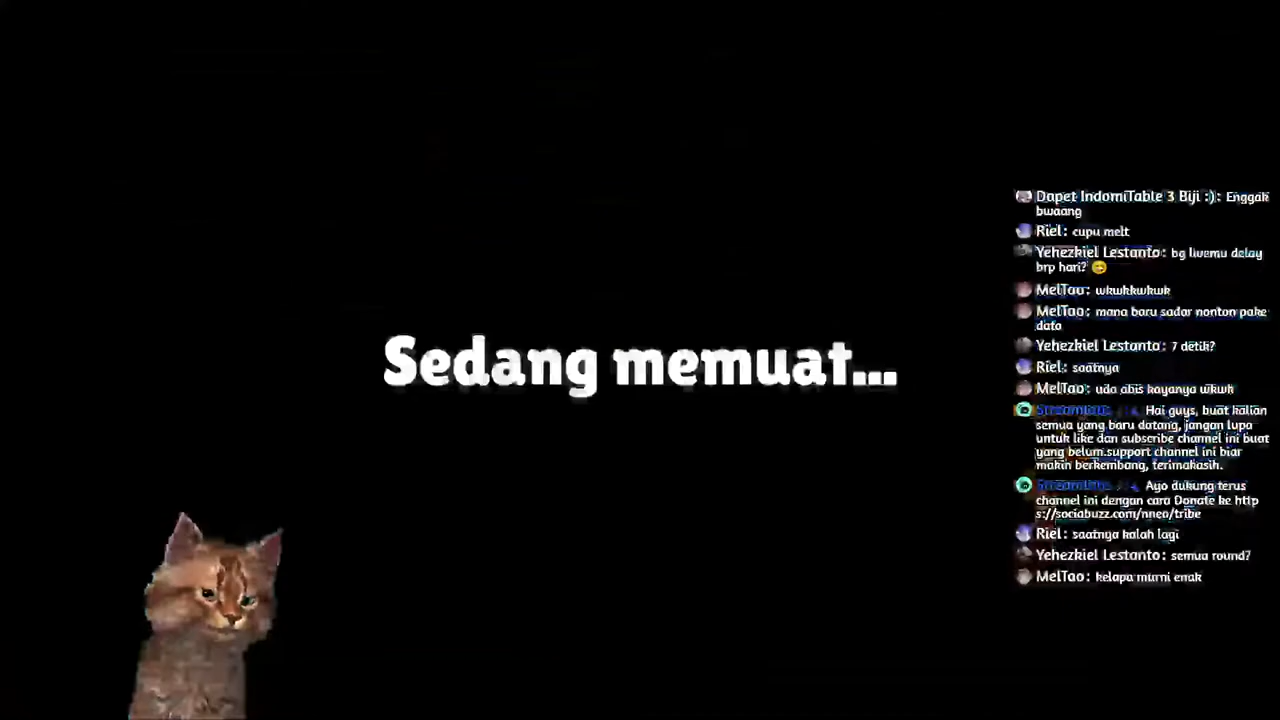 Dapet IndomiTable 3 Biji :): Enggak
bwaang
Riel: cupu melt
Yehezkiel Lestanto: bg livemu delay
brp hari?
MelTao: wkwkkwkwk
MelTao: mana baru sadar nonton pake
data
Yehezkiel Lestanto: 7 detik?
Sedang memuat...
Riel: saatnya
MelTao: uda abis kayanya wkwk
Hai guys, buat kalian
semua yang baru datang, jangan lupa
untuk like dan subscribe channel ini buat
yang belum.support channel ini biar
makin berkembang, terimakasih.
Ayo dukung terus
channel ini dengan cara Donate ke http
s://sociabuzz.com/nneo/tribe
Riel: saatnya kalah lagi
Yehezkiel Lestanto: semua round?
MelTao: kelapa murni enak